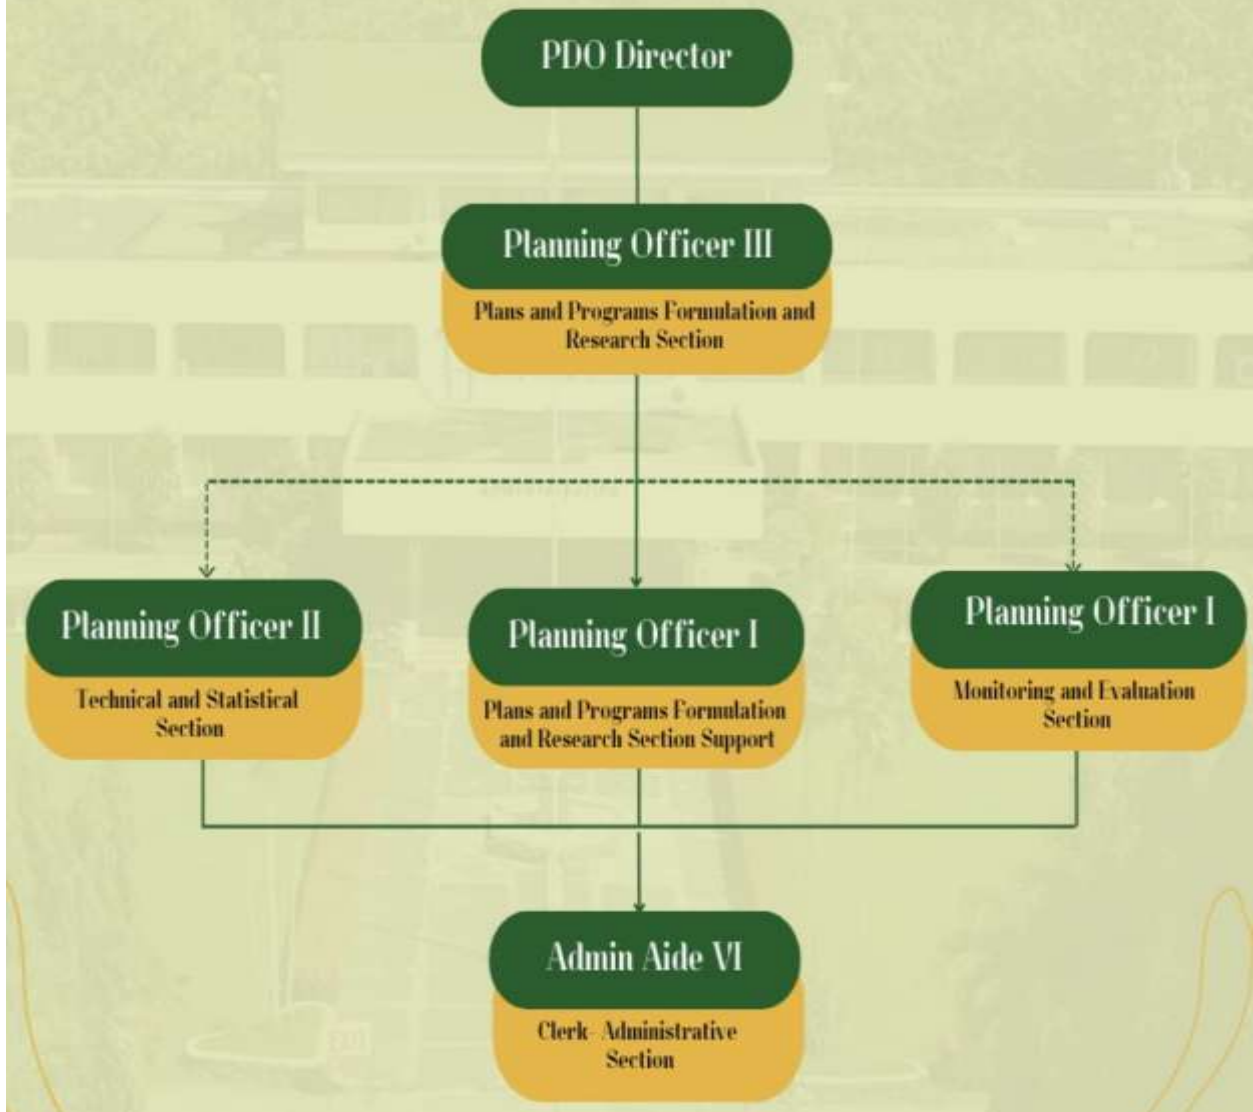 PDO Director
Planning Officer III
Plans and Programs Formulation and
Research Section
Planning Officer II
Technical and Statistical
Section
Planning Officer I
Plans and Programs Formulation
and Research Section Support
Planning Officer I
Monitoring and Evaluation
Section
Admin Aide VI
Clerk- Administrative
Section